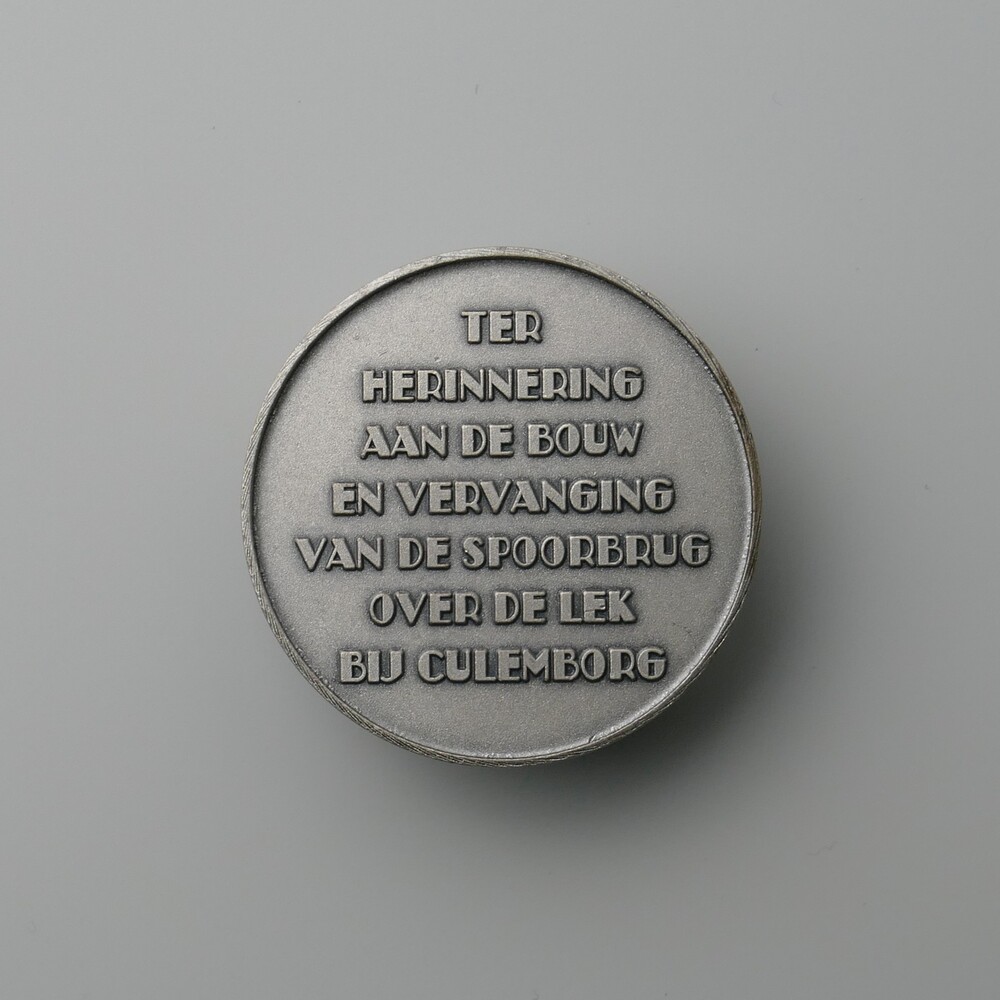 TER
HERINNERING
AAN DE BOUW
EN VERVANGING
VAN DE SPOORBRUG
OVER DE LEK
BIJ CULEMBORG